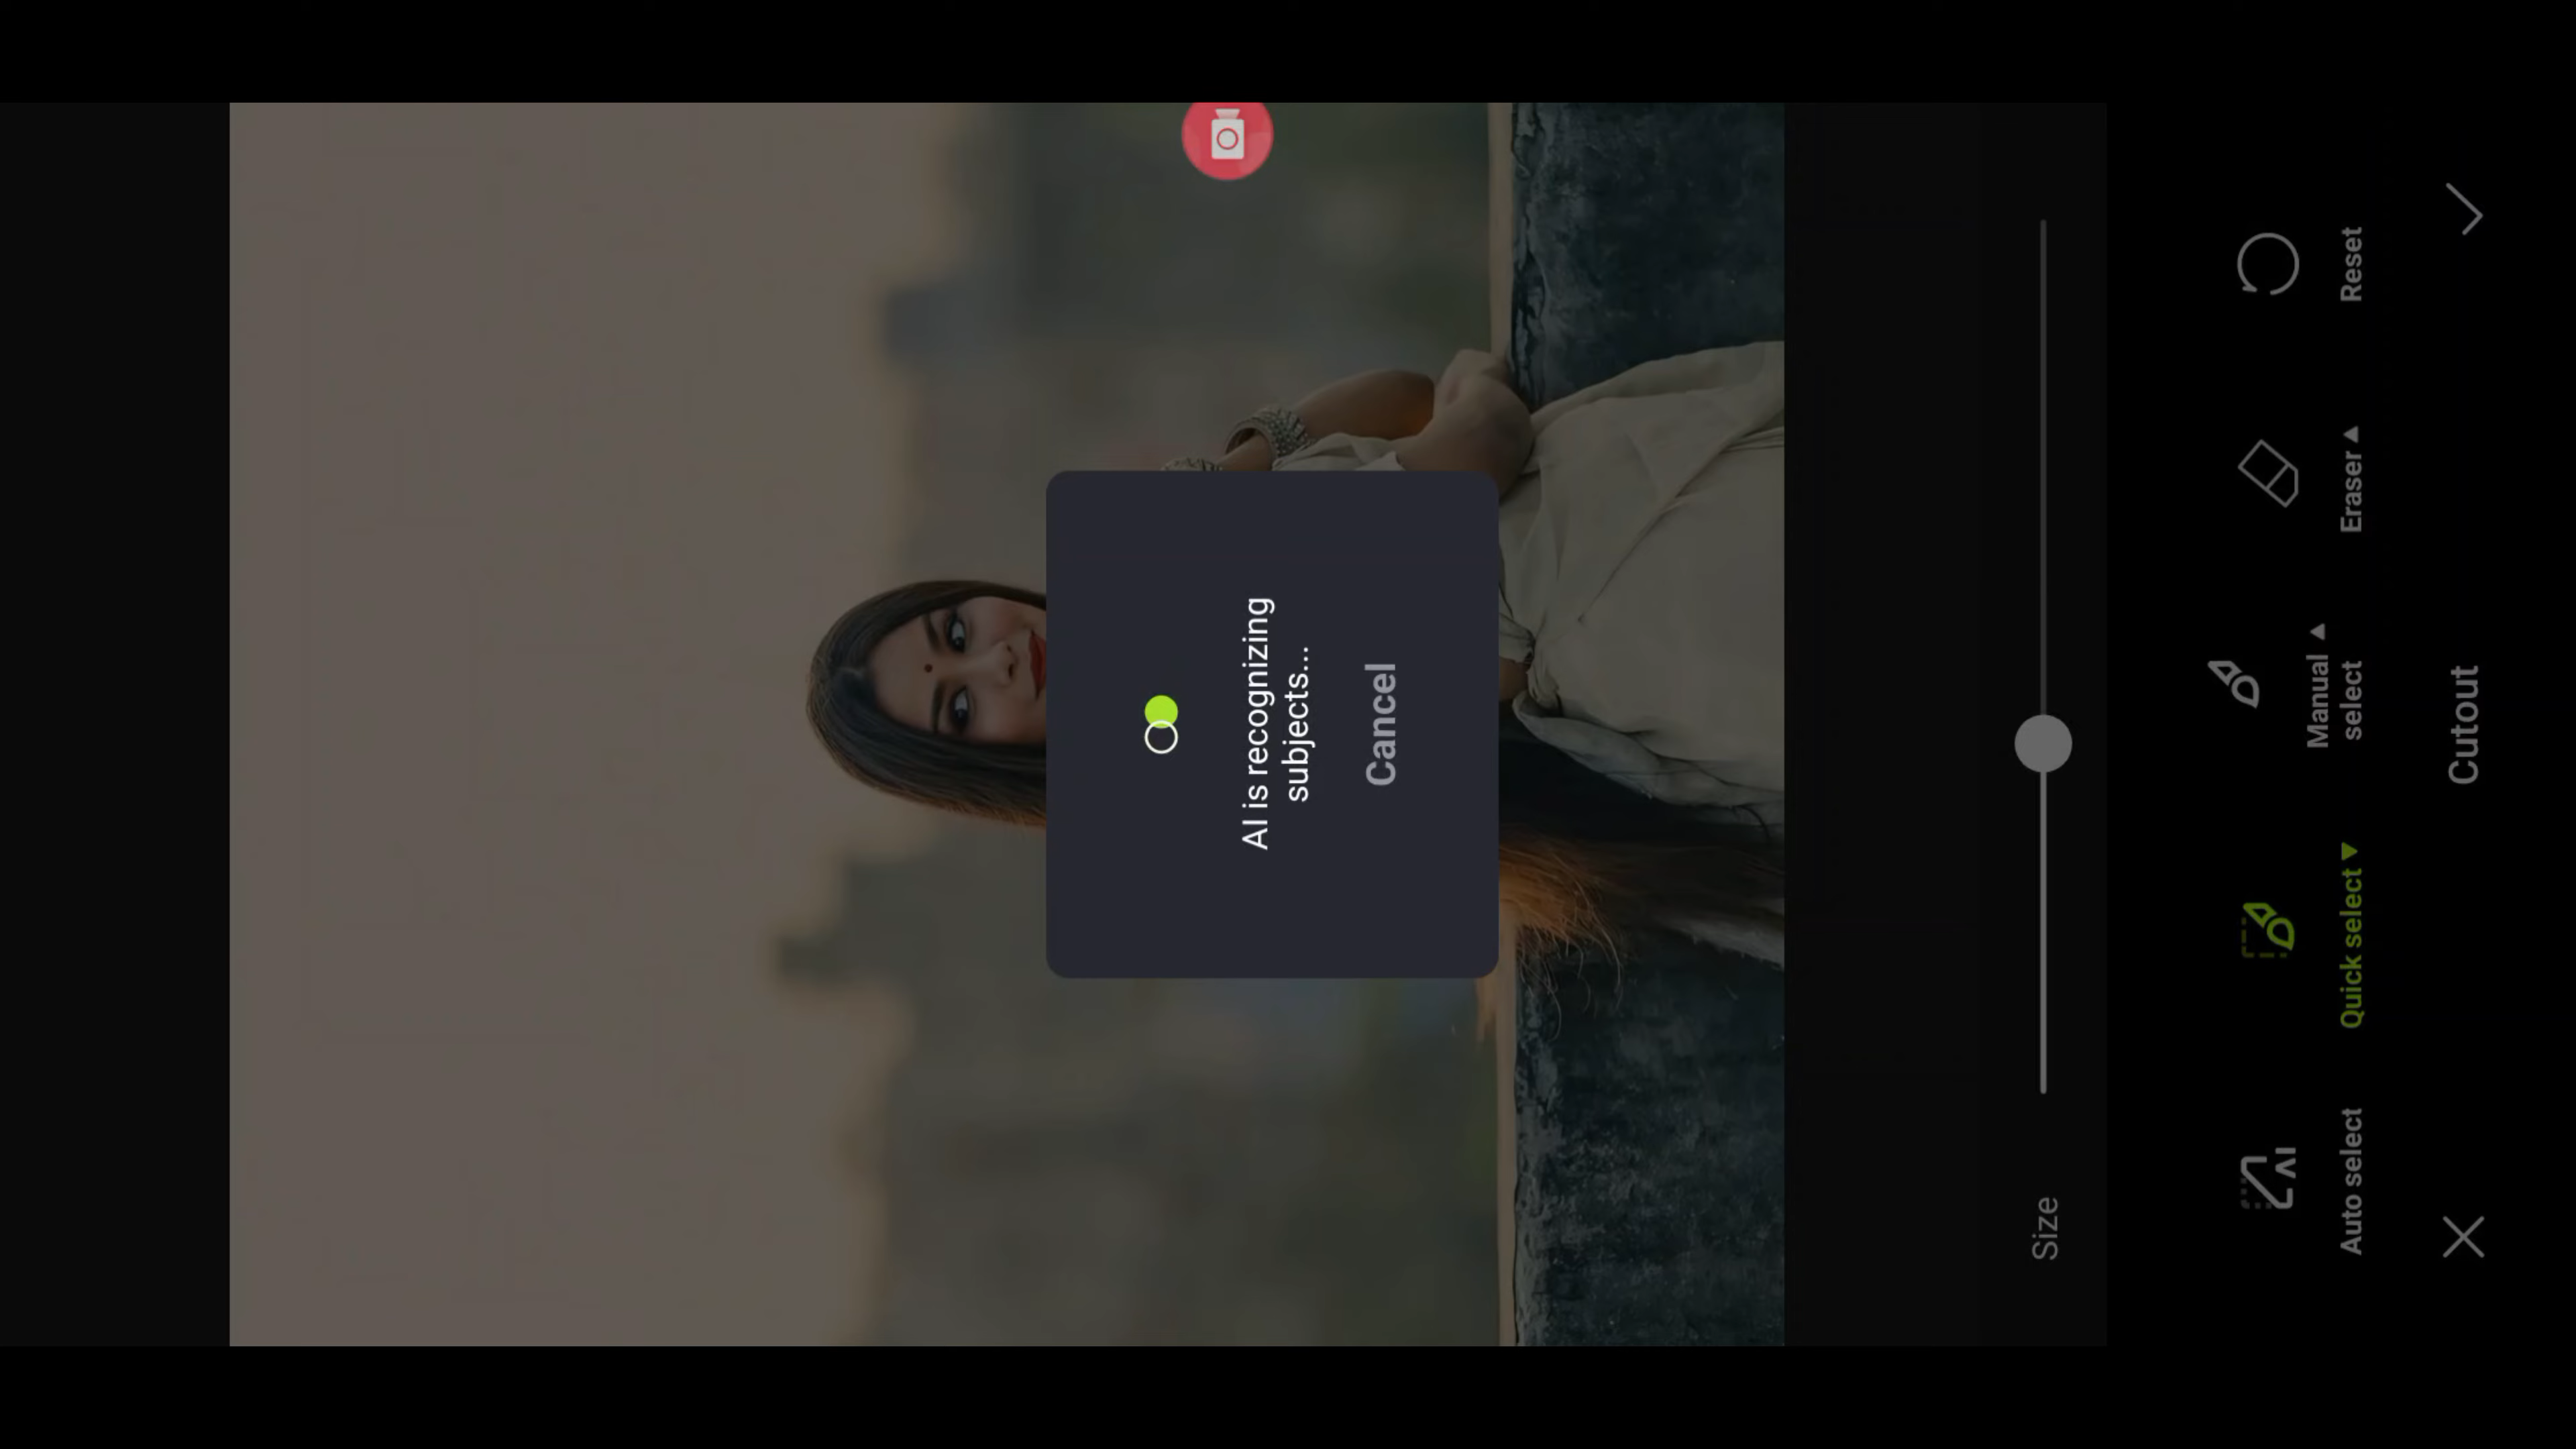 AI is recognizing
subjects...
Cancel
Size
Auto select
Quick select
Manual
select
Eraser
Reset
Cutout